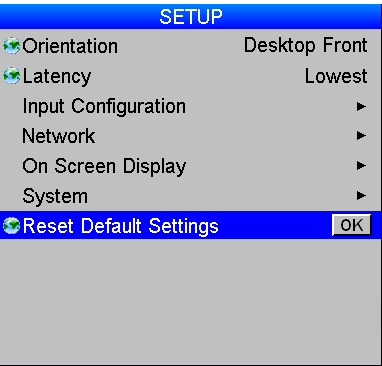 SETUP
Orientation Desktop Front
Latency Lowest
Input Configuration
Network
On Screen Display
System
Reset Default Settings OK